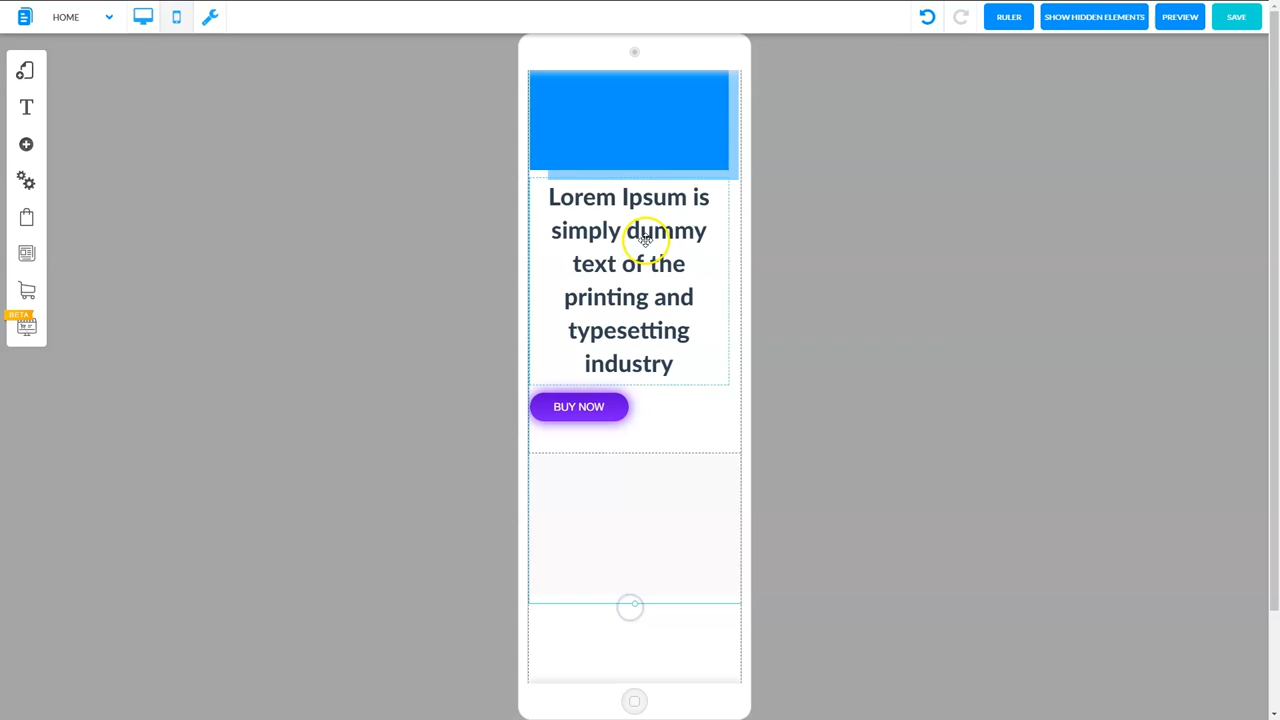 HOME
RULER
SHOW HIDDEN ELEMENTS
PREVIEW
SAVE
T
BETA
Lorem Ipsum is
simply dummy
text of the
printing and
typesetting
industry
BUY NOW